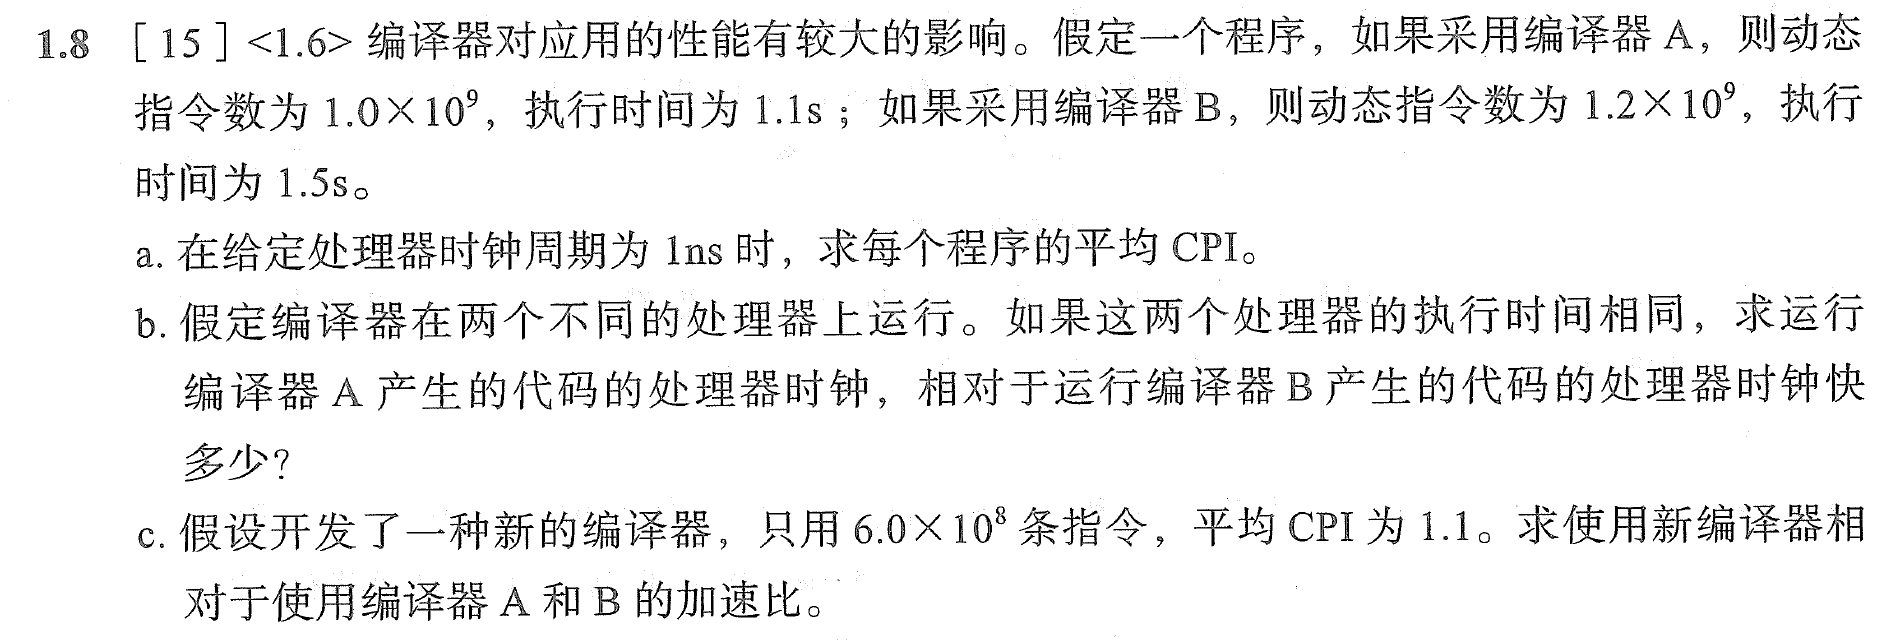 1.8 [15]<1.6> 编译器对应用的性能有较大的影响。假定一个程序，如果采用编译器 A，则动态
指令数为 1.0×10⁹，执行时间为 1.1s；如果采用编译器 B，则动态指令数为 1.2×10⁹，执行
时间为 1.5s。
a. 在给定处理器时钟周期为 1ns 时，求每个程序的平均 CPI。
b. 假定编译器在两个不同的处理器上运行。如果这两个处理器的执行时间相同，求运行
编译器 A 产生的代码的处理器时钟，相对于运行编译器 B 产生的代码的处理器时钟快
多少？
c. 假设开发了一种新的编译器，只用 6.0×10⁸ 条指令，平均 CPI 为 1.1。求使用新编译器相
对于使用编译器 A 和 B 的加速比。